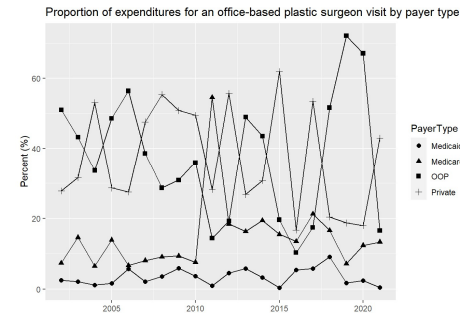 Proportion of expenditures for an office-based plastic surgeon visit by payer type
Percent (%)
60
40
20
0
2005
2010
2015
2020
PayerType
Medicaid
Medicar
OOP
Private